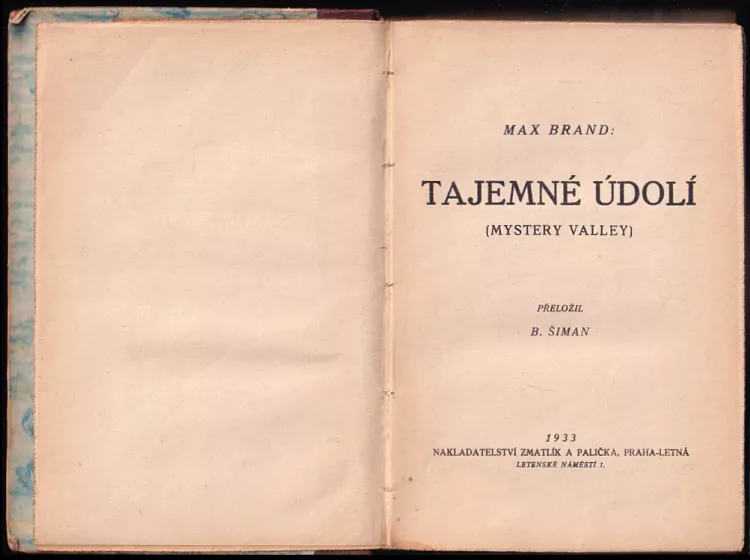 MAX BRAND:
TAJEMNÉ ÚDOLÍ
(MYSTERY VALLEY)
PŘELOŽIL
B. ŠIMAN
1933
NAKLADATELSTVÍ ZMATLÍK A PALIČKA, PRAHA-LETNÁ
LETENSKÉ NÁMĚSTÍ 1.